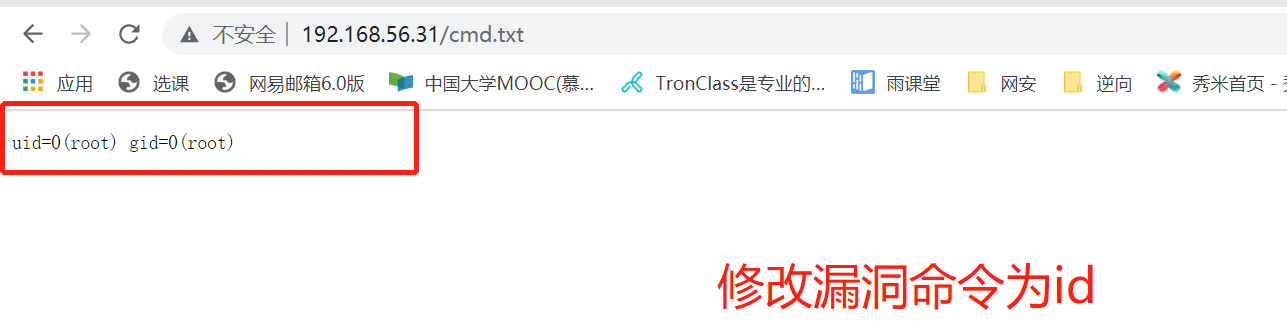 不安全 192.168.56.31/cmd.txt
应用 选课 网易邮箱6.0版 中国大学MOOC(慕... TronClass是专业的... 雨课堂 网安 逆向 秀米首页 - 秀
uid=0(root) gid=0(root)
修改漏洞命令为id